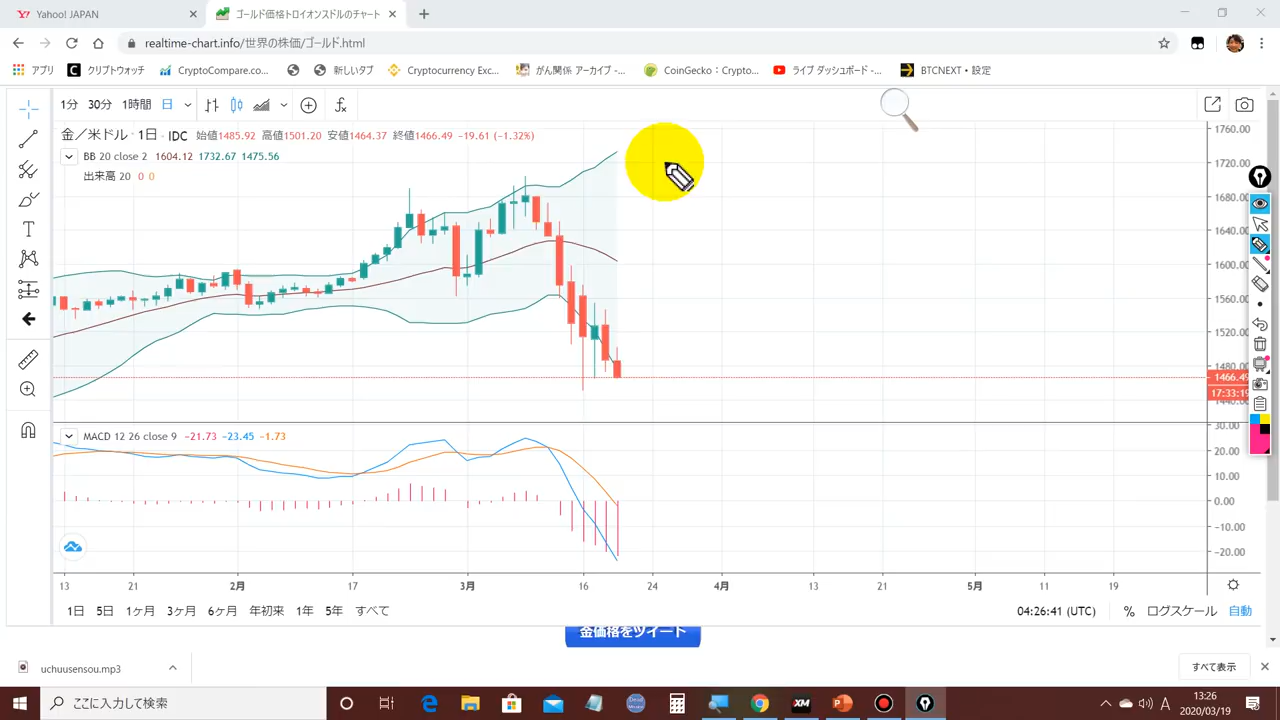 Yahoo! JAPAN
ゴールド価格トロイオンスドルのチャート
realtime-chart.info/世界の株価/ゴールド.html
アプリ クリプトウォッチ CryptoCompare.co... 新しいタブ Cryptocurrency Exc... がん関係 アーカイブ -... CoinGecko：Crypto... ライブ ダッシュボード -... BTCNEXT・設定
1分 30分 1時間 日
金／米ドル・1日・IDC 始値1485.92 高値1501.20 安値1464.37 終値1466.49 -19.61 (-1.32%)
BB 20 close 2 1604.12 1732.67 1475.56
出来高 20 0 0
1760.00
1720.00
1680.00
1640.00
1600.00
1560.00
1520.00
1480.00
1466.49
17:33:19
1440.00
MACD 12 26 close 9 -21.73 -23.45 -1.73
30.00
20.00
10.00
0.00
-10.00
-20.00
13 21 2月 17 3月 16 24 4月 13 21 5月 11 19
1日 5日 1ヶ月 3ヶ月 6ヶ月 年初来 1年 5年 すべて 04:26:41 (UTC) % ログスケール 自動
金価格をツイート
uchuusensou.mp3 すべて表示
ここに入力して検索
XM
A
13:26
2020/03/19